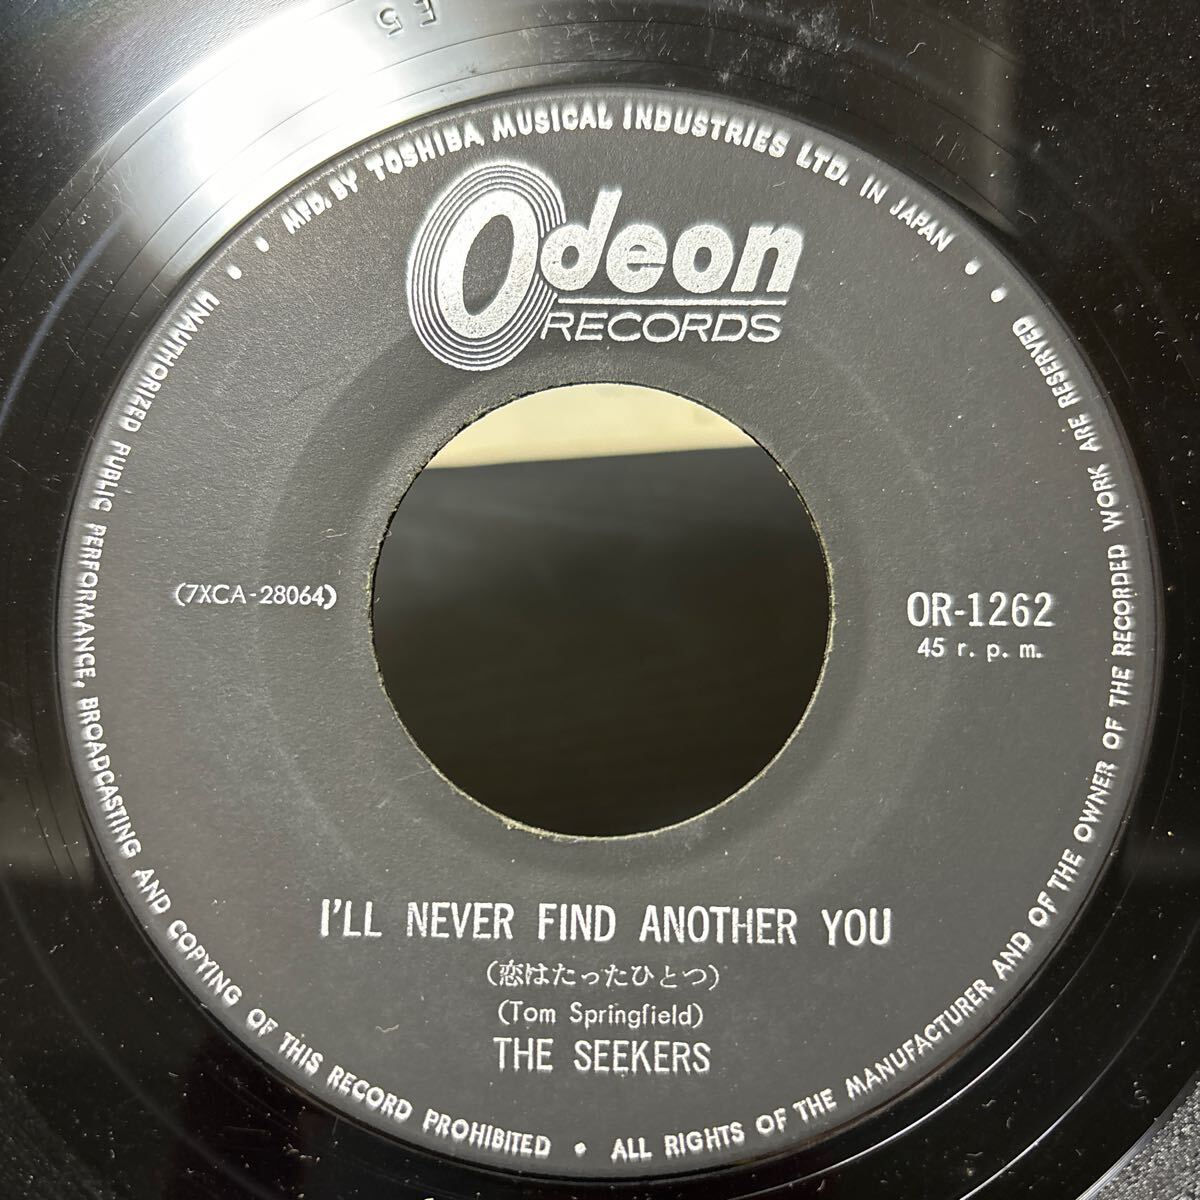 MFD. BY TOSHIBA MUSICAL INDUSTRIES LTD. IN JAPAN
Odeon
RECORDS
(7XCA-28064)
OR-1262
45 r. p. m.
I'LL NEVER FIND ANOTHER YOU
(恋はたったひとつ)
(Tom Springfield)
THE SEEKERS
UNAUTHORIZED PUBLIC PERFORMANCE, BROADCASTING AND COPYING OF THIS RECORD PROHIBITED • ALL RIGHTS OF THE MANUFACTURER AND OF THE OWNER OF THE RECORDED WORK ARE RESERVED